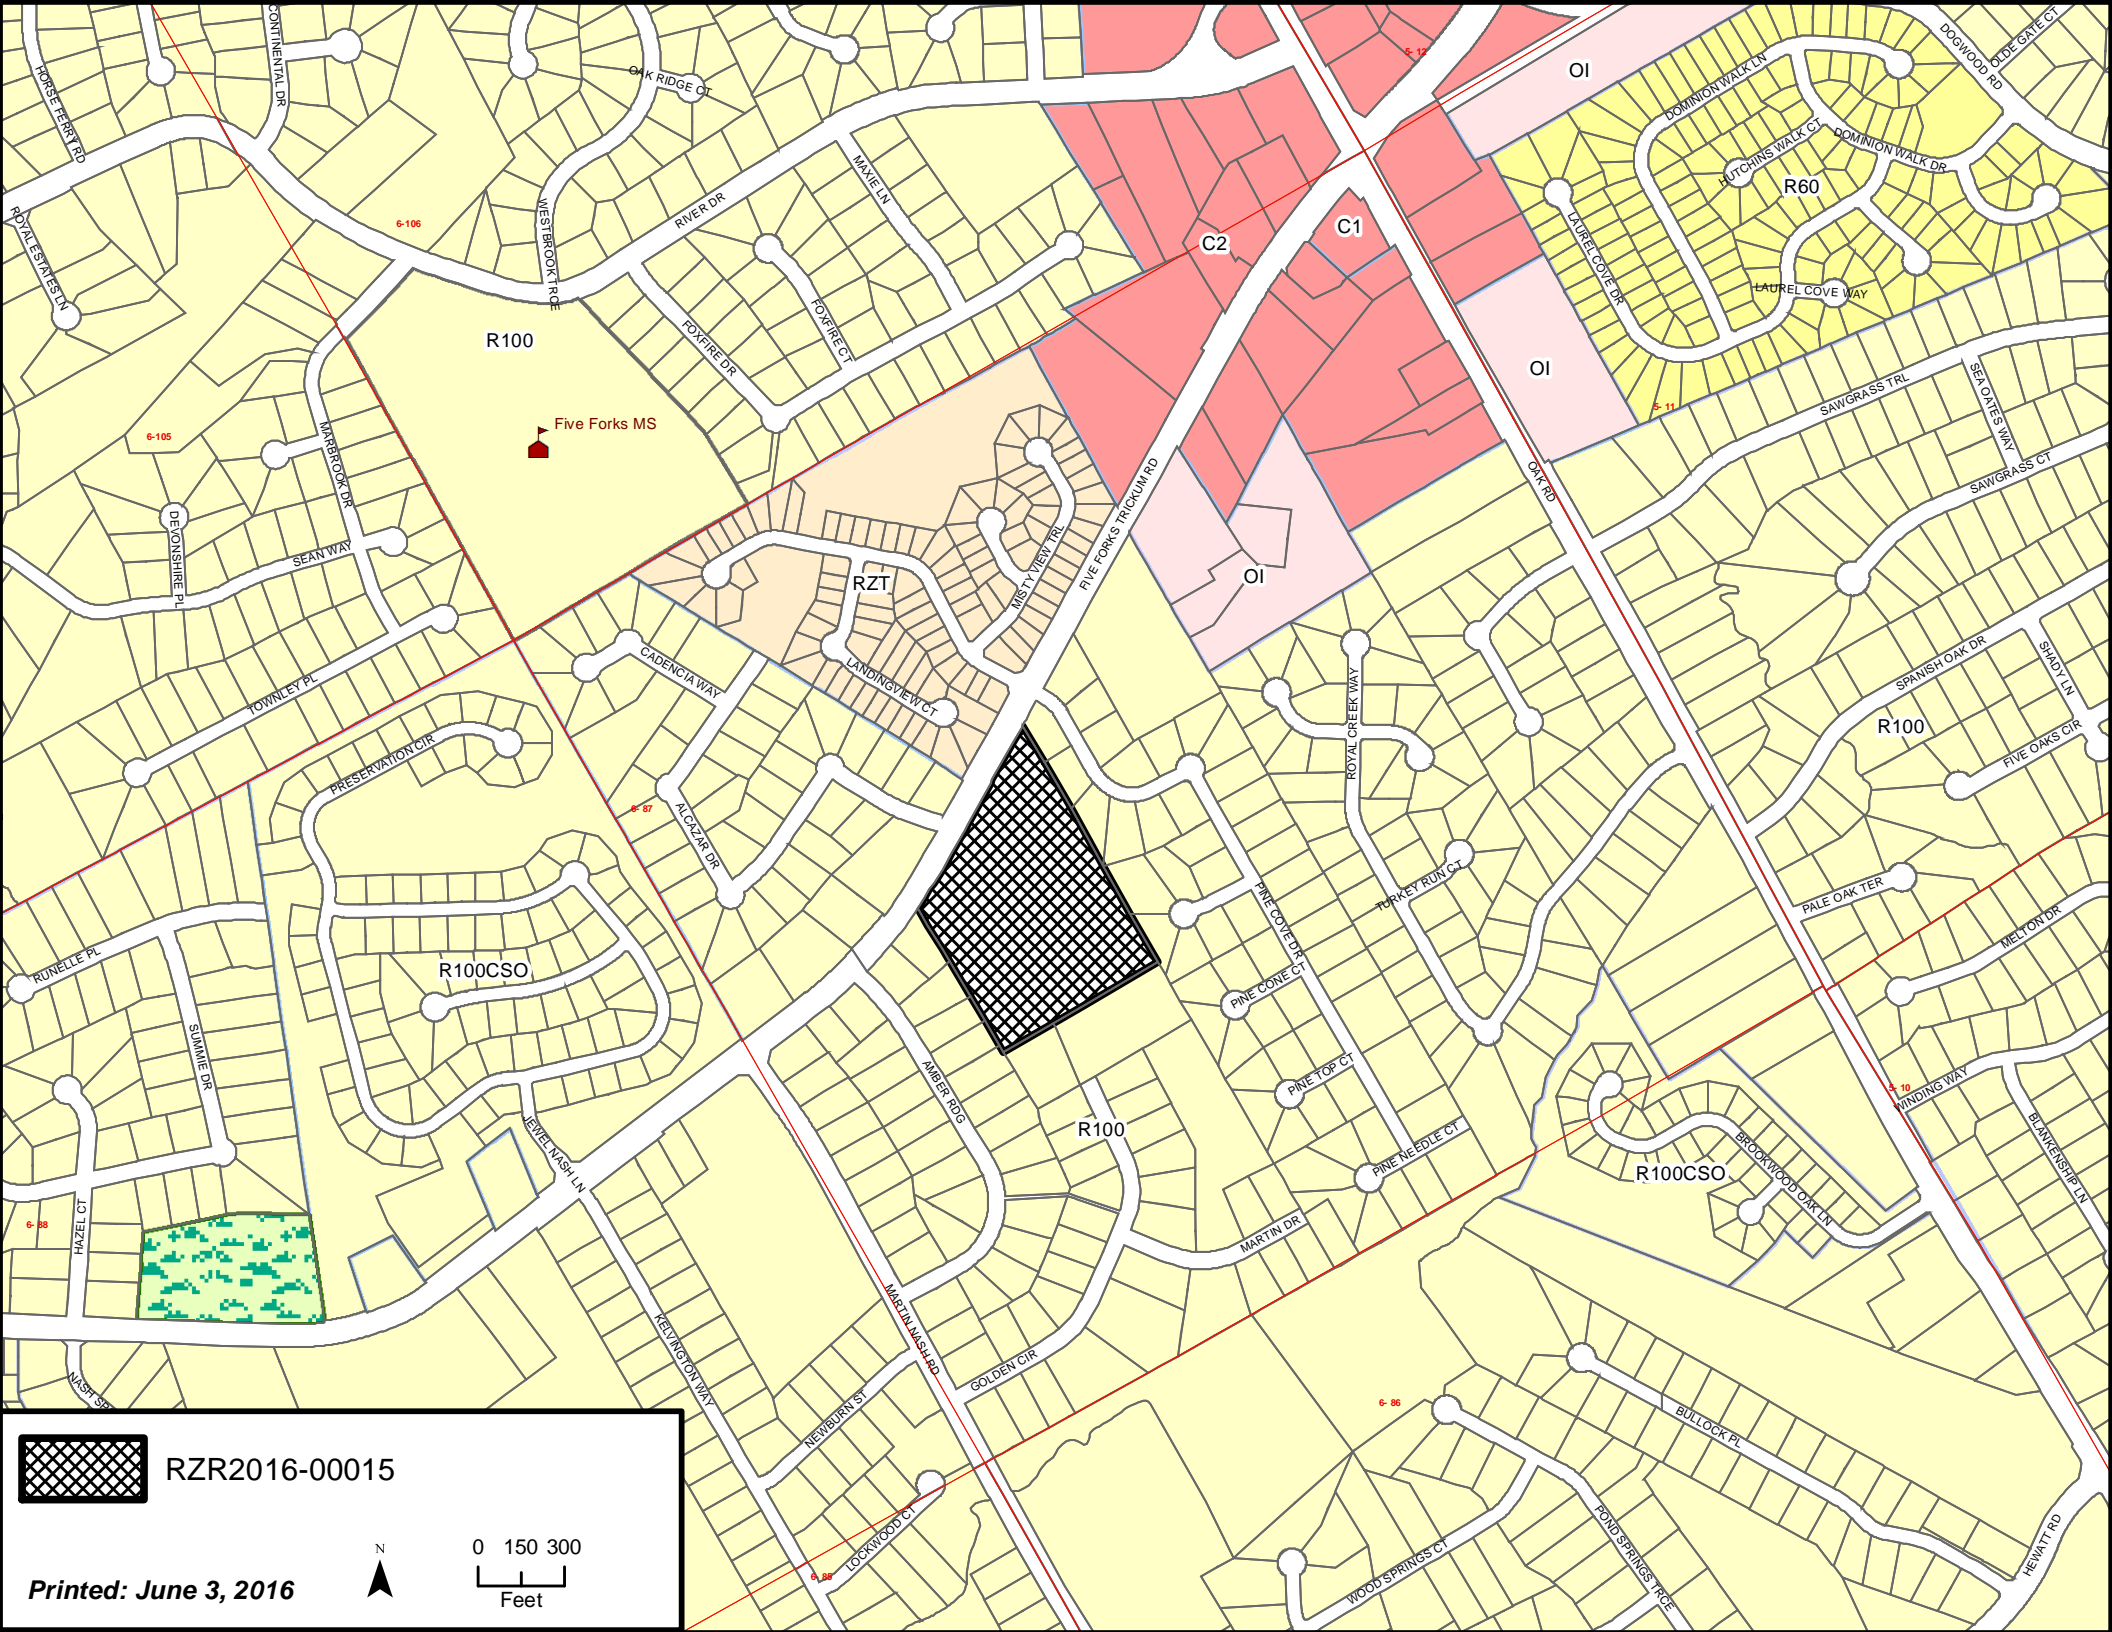 CONTINENTAL DR
HORSE FERRY RD
OAK RIDGE CT
5- 12
OI
DOGWOOD RD
OLDE GATE CT
DOMINION WALK LN
HUTCHINS WALK CT
DOMINION WALK DR
R60
MAXIE LN
RIVER DR
WESTBROOK TRCE
6-106
ROYAL ESTATES LN
C2
C1
LAUREL COVE DR
LAUREL COVE WAY
R100
FOXFIRE DR
FOXFIRE CT
OI
5- 11
SAWGRASS TRL
SEA OATES WAY
SAWGRASS CT
Five Forks MS
6-105
MARBROOK DR
DEVONSHIRE PL
SEAN WAY
OAK RD
FIVE FORKS TRICKUM RD
MISTY VIEW TRL
RZT
OI
LANDINGVIEW CT
CADENCIA WAY
TOWNLEY PL
PRESERVATION CIR
ROYAL CREEK WAY
SPANISH OAK DR
SHADY LN
R100
FIVE OAKS CIR
6- 87
ALCAZAR DR
TURKEY RUN CT
PINE COVE DR
PALE OAK TER
MELTON DR
RUNELLE PL
R100CSO
PINE CONE CT
SUMMIE DR
AMBER RDG
PINE TOP CT
R100
PINE NEEDLE CT
5- 10
WINDING WAY
BLANKENSHIP LN
BROOKWOOD OAK LN
R100CSO
JEWEL NASH LN
6- 88
HAZEL CT
MARTIN DR
MARTIN NASH RD
KELVINGTON WAY
GOLDEN CIR
NEWBURN ST
NASH SP
6- 86
BULLOCK PL
POND SPRINGS TRCE
WOOD SPRINGS CT
HEWATT RD
LOCKWOOD CT
6- 85
RZR2016-00015
N
0 150 300
Feet
Printed: June 3, 2016